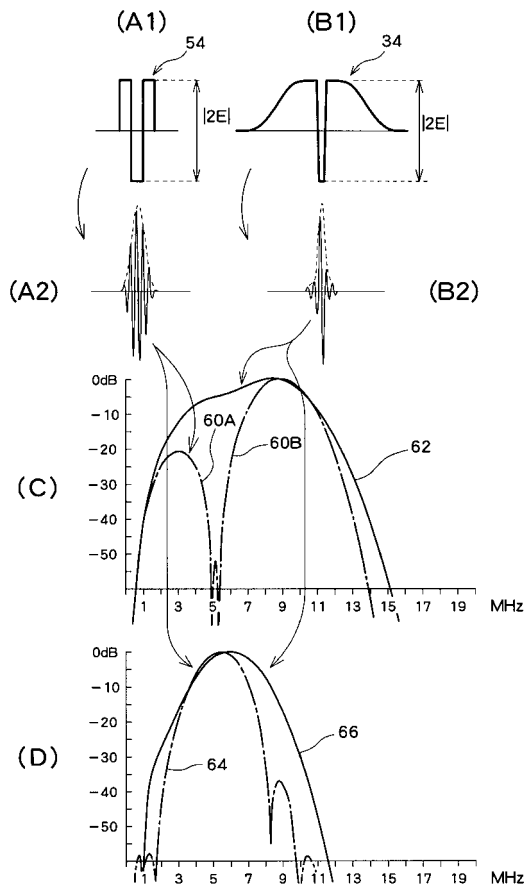 (A1) (B1)
54 34
|2E| |2E|
(A2) (B2)
0dB
-10 60A
-20 60B 62
(C) -30
-40
-50
1 3 5 7 9 11 13 15 17 19 MHz
0dB
-10
-20
(D) -30 64 66
-40
-50
1 3 5 7 9 11 13 15 17 19 MHz